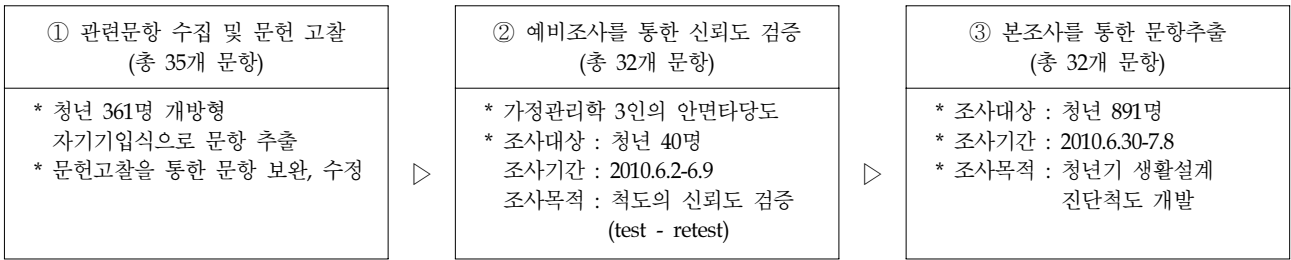 ① 관련문항 수집 및 문헌 고찰
(총 35개 문항)
* 청년 361명 개방형
자기기입식으로 문항 추출
* 문헌고찰을 통한 문항 보완, 수정
▷
② 예비조사를 통한 신뢰도 검증
(총 32개 문항)
* 가정관리학 3인의 안면타당도
* 조사대상 : 청년 40명
조사기간 : 2010.6.2-6.9
조사목적 : 척도의 신뢰도 검증
(test - retest)
▷
③ 본조사를 통한 문항추출
(총 32개 문항)
* 조사대상 : 청년 891명
* 조사기간 : 2010.6.30-7.8
* 조사목적 : 청년기 생활설계
진단척도 개발